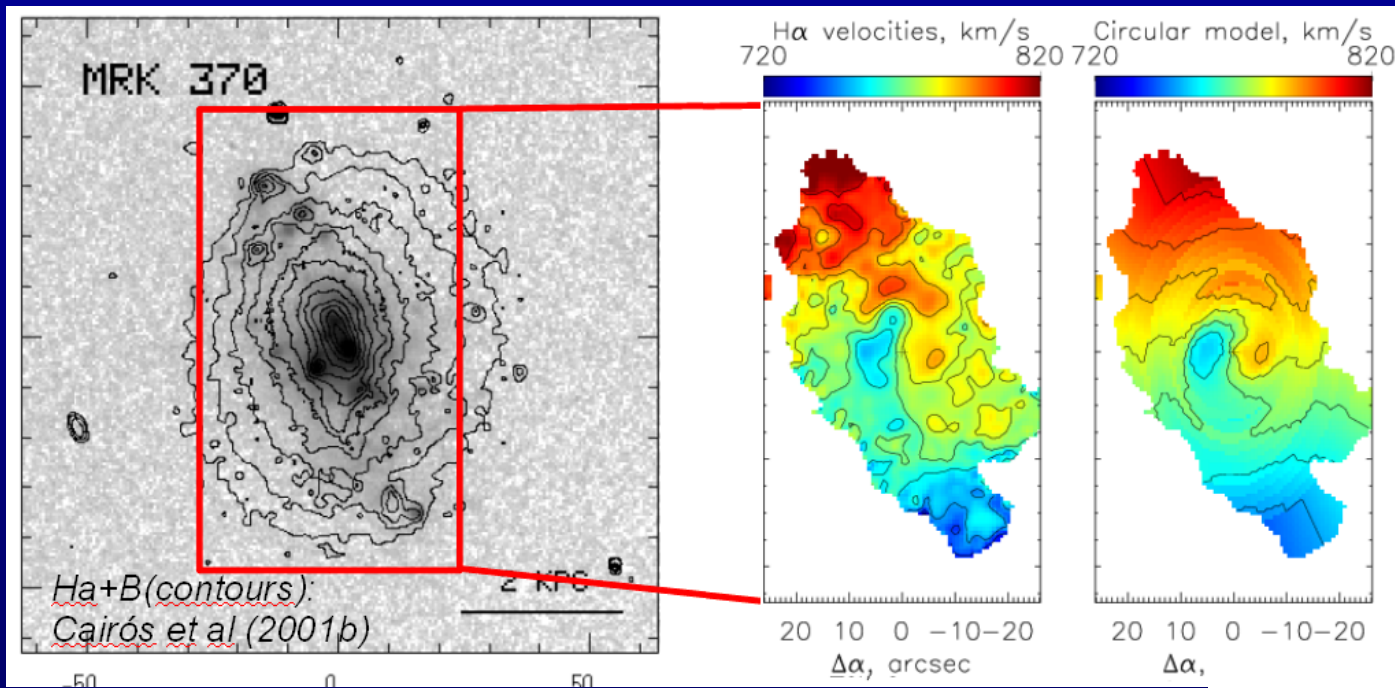 MRK 370
Ha+B(contours):
Cairós et al (2001b)
2 KPC
-50 0 50
Hα velocities, km/s
720 820
20 10 0 -10 -20
Δα, arcsec
Circular model, km/s
720 820
20 10 0 -10 -20
Δα,